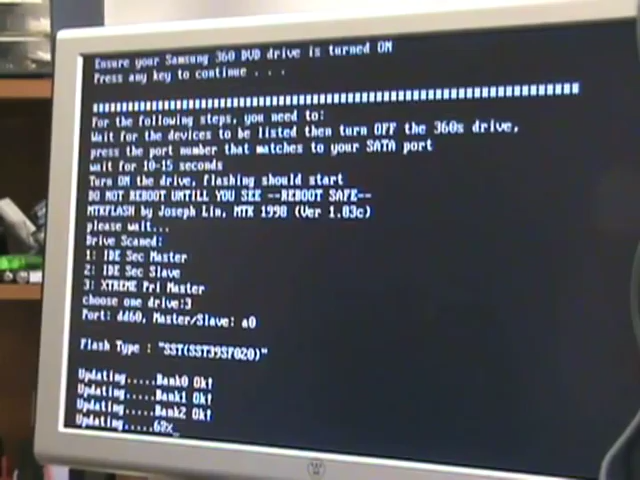 Ensure your Samsung 360 DVD drive is turned ON
Press any key to continue . . .
For the following steps, you need to:
Wait for the devices to be listed then turn OFF the 360s drive,
press the port number that matches to your SATA port
wait for 10-15 seconds
Turn ON the drive, flashing should start
DO NOT REBOOT UNTILL YOU SEE --REBOOT SAFE--
MTKFLASH by Joseph Lin, MTK 1998 (Ver 1.83c)
please wait...
Drive Scaned:
1: IDE Sec Master
2: IDE Sec Slave
3: XTREME Pri Master
choose one drive:3
Port: dd60, Master/Slave: a0
Flash Type : "SST(SST39SF020)"
Updating.....Bank0 Ok!
Updating.....Bank1 Ok!
Updating.....Bank2 Ok!
Updating.....62%_